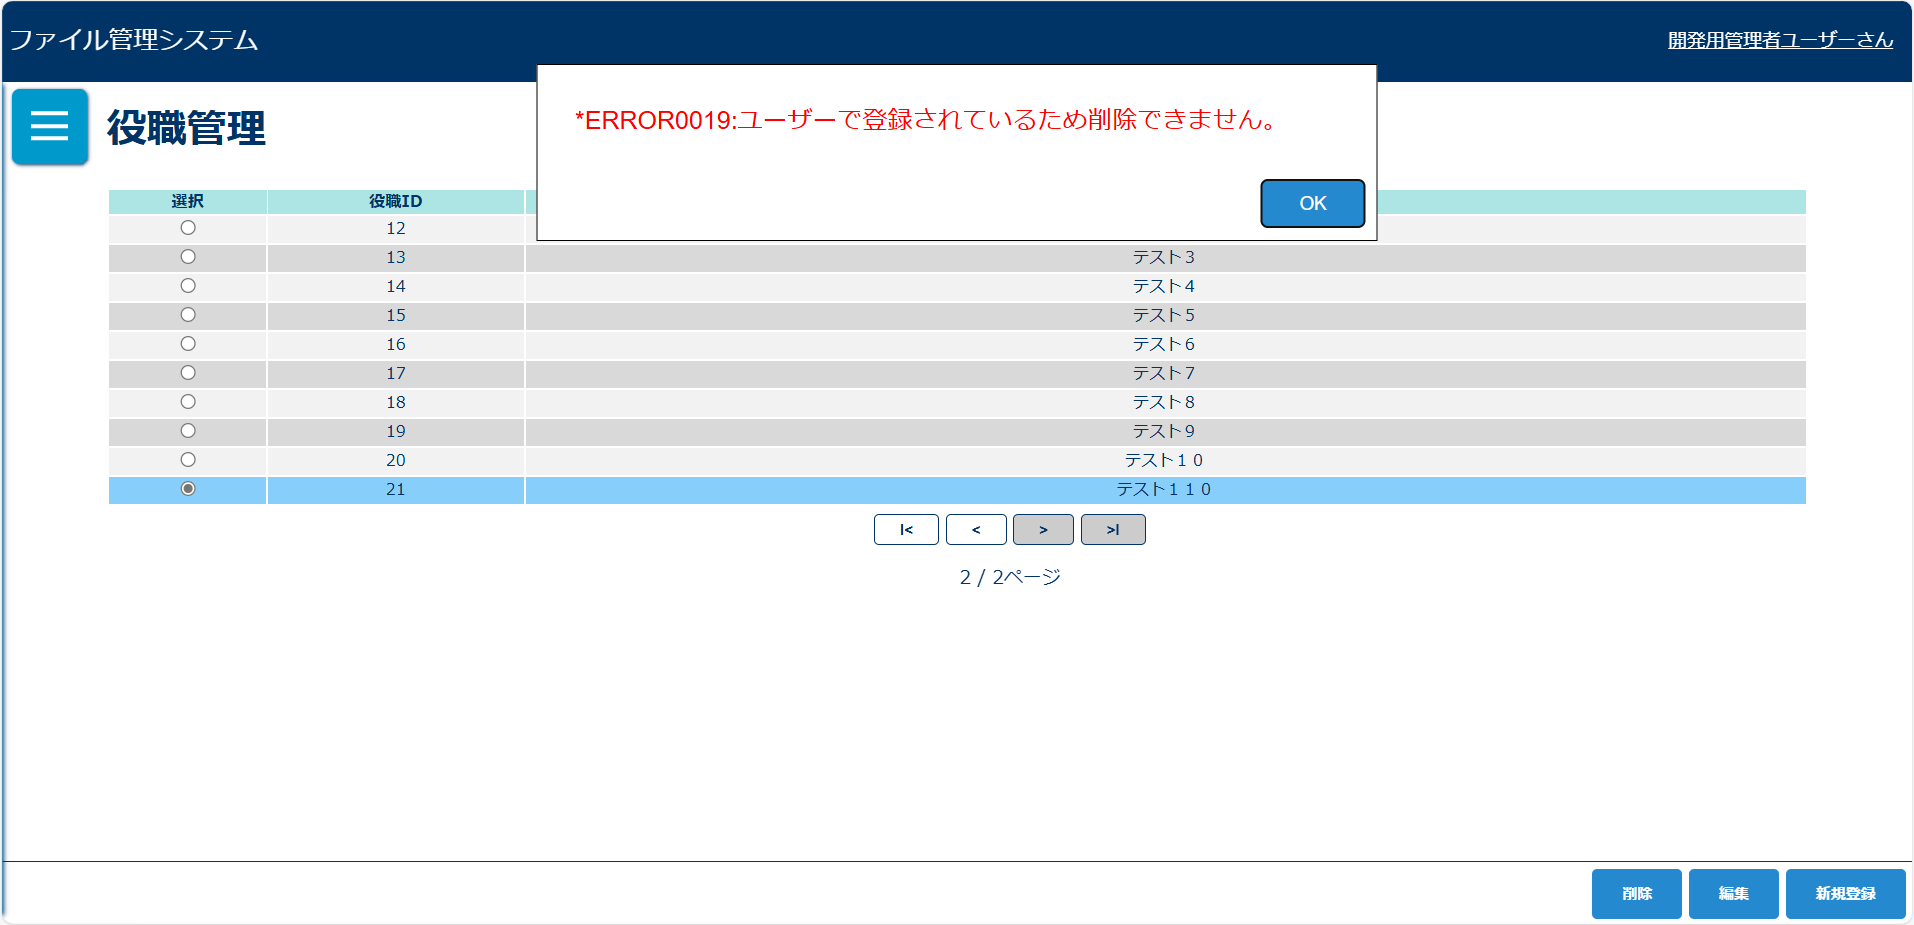 ファイル管理システム
開発用管理者ユーザーさん
役職管理
*ERROR0019:ユーザーで登録されているため削除できません。
OK
選択 役職ID
12
13 テスト3
14 テスト4
15 テスト5
16 テスト6
17 テスト7
18 テスト8
19 テスト9
20 テスト１０
21 テスト１１０
I< < > >I
2 / 2ページ
削除 編集 新規登録